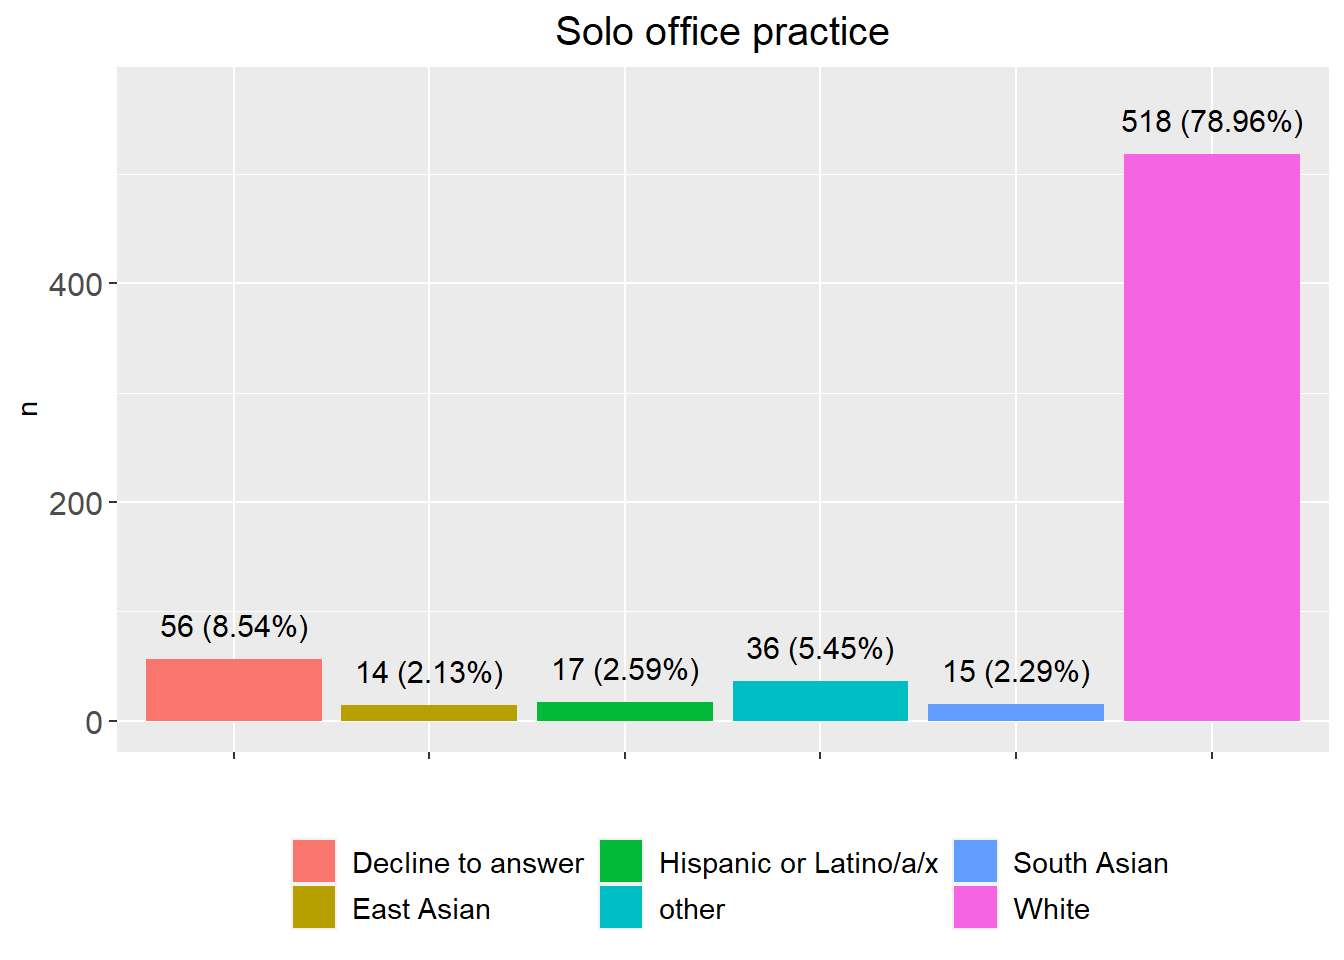 Solo office practice
518 (78.96%)
400
n
200
56 (8.54%)
14 (2.13%)
17 (2.59%)
36 (5.45%)
15 (2.29%)
0
Decline to answer
Hispanic or Latino/a/x
South Asian
East Asian
other
White